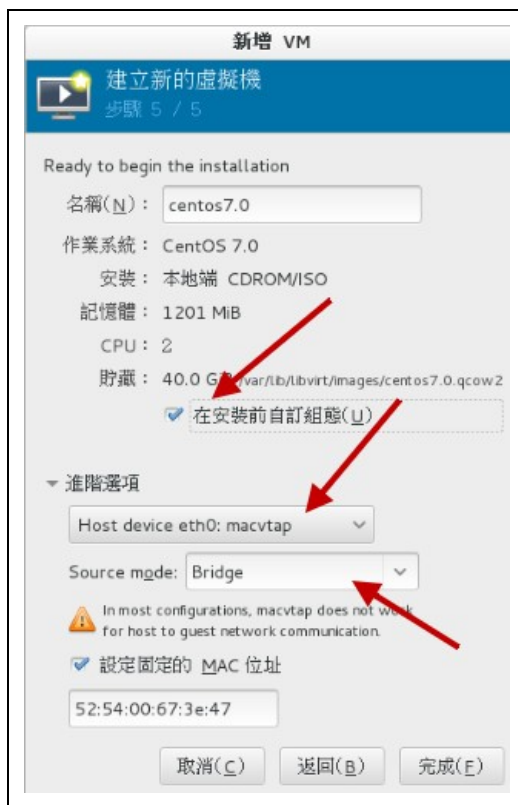 新增 VM
建立新的虛擬機
步驟 5 / 5
Ready to begin the installation
名稱(N)： centos7.0
作業系統： CentOS 7.0
安裝： 本地端 CDROM/ISO
記憶體： 1201 MiB
CPU： 2
貯藏： 40.0 /var/lib/libvirt/images/centos7.0.qcow2
在安裝前自訂組態(U)
進階選項
Host device eth0: macvtap
Source mode: Bridge
In most configurations, macvtap does not work
for host to guest network communication.
設定固定的 MAC 位址
52:54:00:67:3e:47
取消(C) 返回(B) 完成(F)